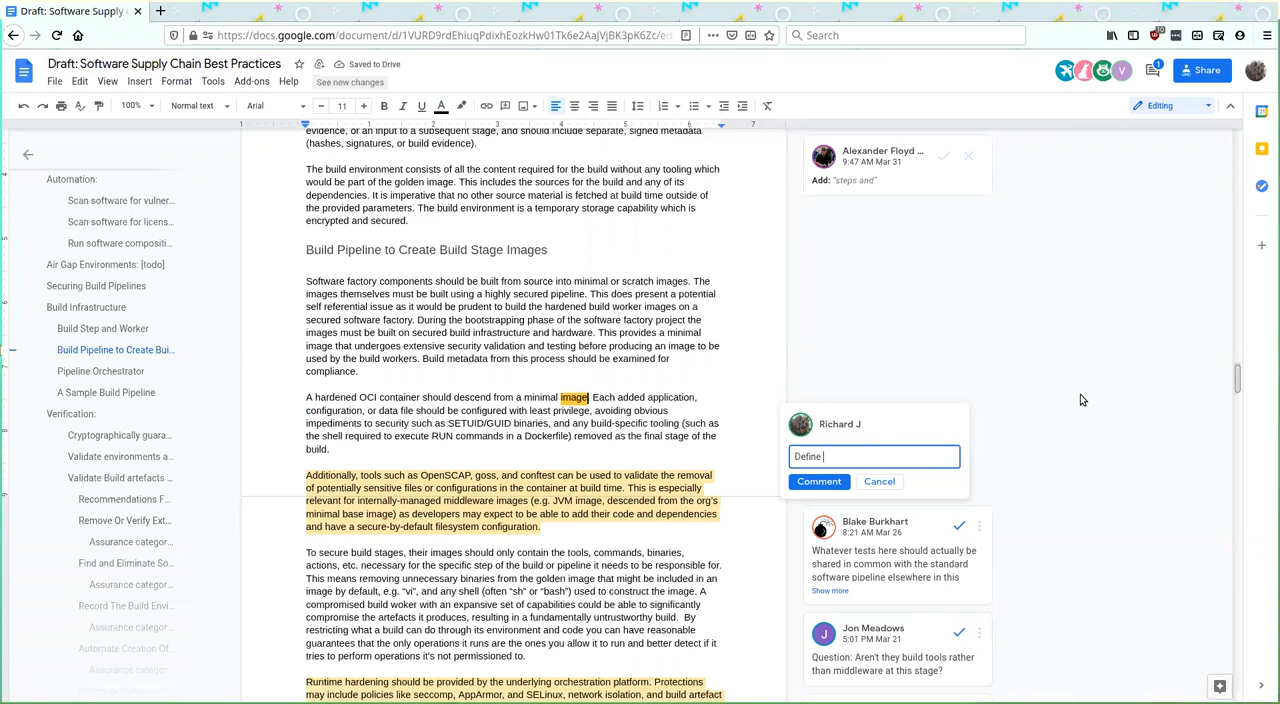 Draft: Software Supply C
https://docs.google.com/document/d/1VURD9rdEhiuqPdixhEozkHw01Tk6e2AaJVjBK3pK6Zc/ed
Search
Draft: Software Supply Chain Best Practices
Saved to Drive
File Edit View Insert Format Tools Add-ons Help
See new changes
V
1
Share
100% Normal text Arial 11 B I U A
Editing
1 1 2 3 4 5 6 7
Automation:
Scan software for vulner...
Scan software for licens...
Run software compositi...
Air Gap Environments: [todo]
Securing Build Pipelines
Build Infrastructure
Build Step and Worker
Build Pipeline to Create Bui...
Pipeline Orchestrator
A Sample Build Pipeline
Verification:
Cryptographically guara...
Validate environments a...
Validate Build artefacts ...
Recommendations F...
Remove Or Verify Ext...
Assurance categor...
Find and Eliminate So...
Assurance categor...
Record The Build Envi...
Assurance categor...
Automate Creation Of...
Assurance categor...
evidence, or an input to a subsequent stage, and should include separate, signed metadata
(hashes, signatures, or build evidence).
The build environment consists of all the content required for the build without any tooling which
would be part of the golden image. This includes the sources for the build and any of its
dependencies. It is imperative that no other source material is fetched at build time outside of
the provided parameters. The build environment is a temporary storage capability which is
encrypted and secured.
Build Pipeline to Create Build Stage Images
Software factory components should be built from source into minimal or scratch images. The
images themselves must be built using a highly secured pipeline. This does present a potential
self referential issue as it would be prudent to build the hardened build worker images on a
secured software factory. During the bootstrapping phase of the software factory project the
images must be built on secured build infrastructure and hardware. This provides a minimal
image that undergoes extensive security validation and testing before producing an image to be
used by the build workers. Build metadata from this process should be examined for
compliance.
A hardened OCI container should descend from a minimal image. Each added application,
configuration, or data file should be configured with least privilege, avoiding obvious
impediments to security such as SETUID/GUID binaries, and any build-specific tooling (such as
the shell required to execute RUN commands in a Dockerfile) removed as the final stage of the
build.
Additionally, tools such as OpenSCAP, goss, and conftest can be used to validate the removal
of potentially sensitive files or configurations in the container at build time. This is especially
relevant for internally-managed middleware images (e.g. JVM image, descended from the org's
minimal base image) as developers may expect to be able to add their code and dependencies
and have a secure-by-default filesystem configuration.
To secure build stages, their images should only contain the tools, commands, binaries,
actions, etc. necessary for the specific step of the build or pipeline it needs to be responsible for.
This means removing unnecessary binaries from the golden image that might be included in an
image by default, e.g. "vi", and any shell (often "sh" or "bash") used to construct the image. A
compromised build woker with an expansive set of capabilities could be able to significantly
compromise the artefacts it produces, resulting in a fundamentally untrustworthy build. By
restricting what a build can do through its environment and code you can have reasonable
guarantees that the only operations it runs are the ones you allow it to run and better detect if it
tries to perform operations it's not permissioned to.
Runtime hardening should be provided by the underlying orchestration platform. Protections
may include policies like seccomp, AppArmor, and SELinux, network isolation, and build artefact
Alexander Floyd ...
9:47 AM Mar 31
Add: "steps and"
Richard J
Define
Comment Cancel
Blake Burkhart
8:21 AM Mar 26
Whatever tests here should actually be
shared in common with the standard
software pipeline elsewhere in this
Show more
J
Jon Meadows
5:01 PM Mar 21
Question: Aren't they build tools rather
than middleware at this stage?